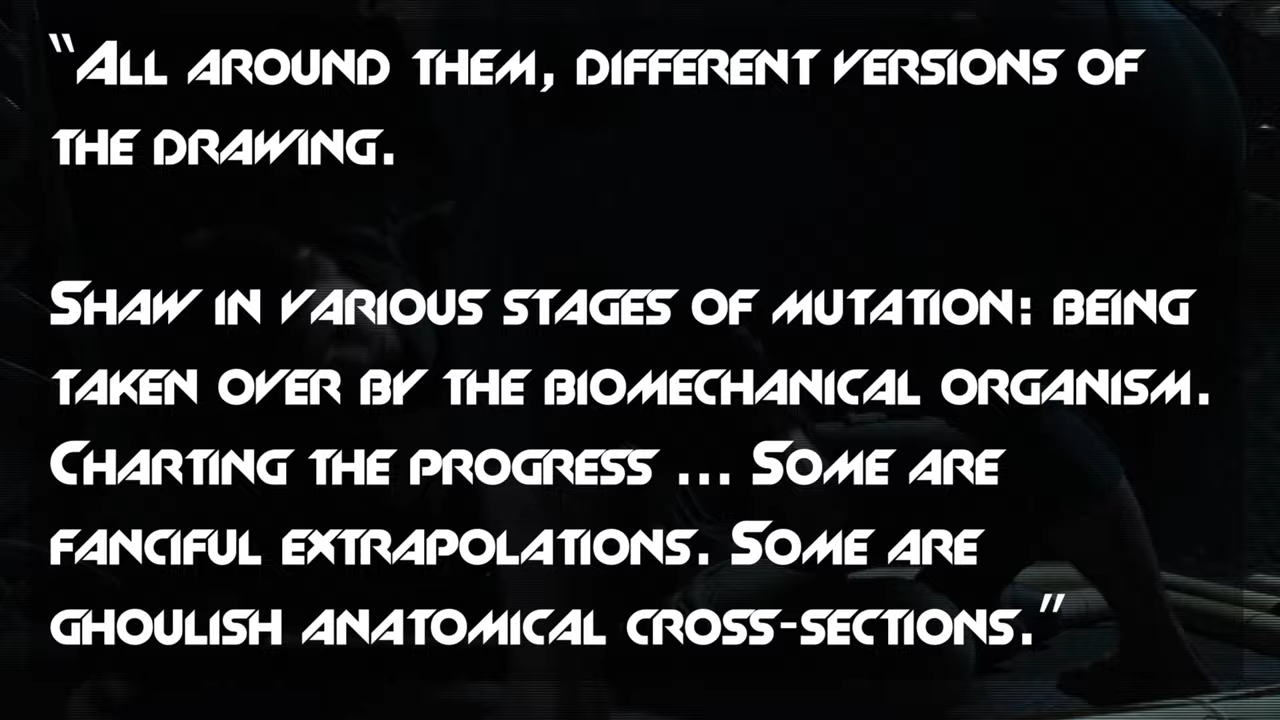 “All around them, different versions of
the drawing.
Shaw in various stages of mutation: being
taken over by the biomechanical organism.
Charting the progress ... Some are
fanciful extrapolations. Some are
ghoulish anatomical cross-sections.”